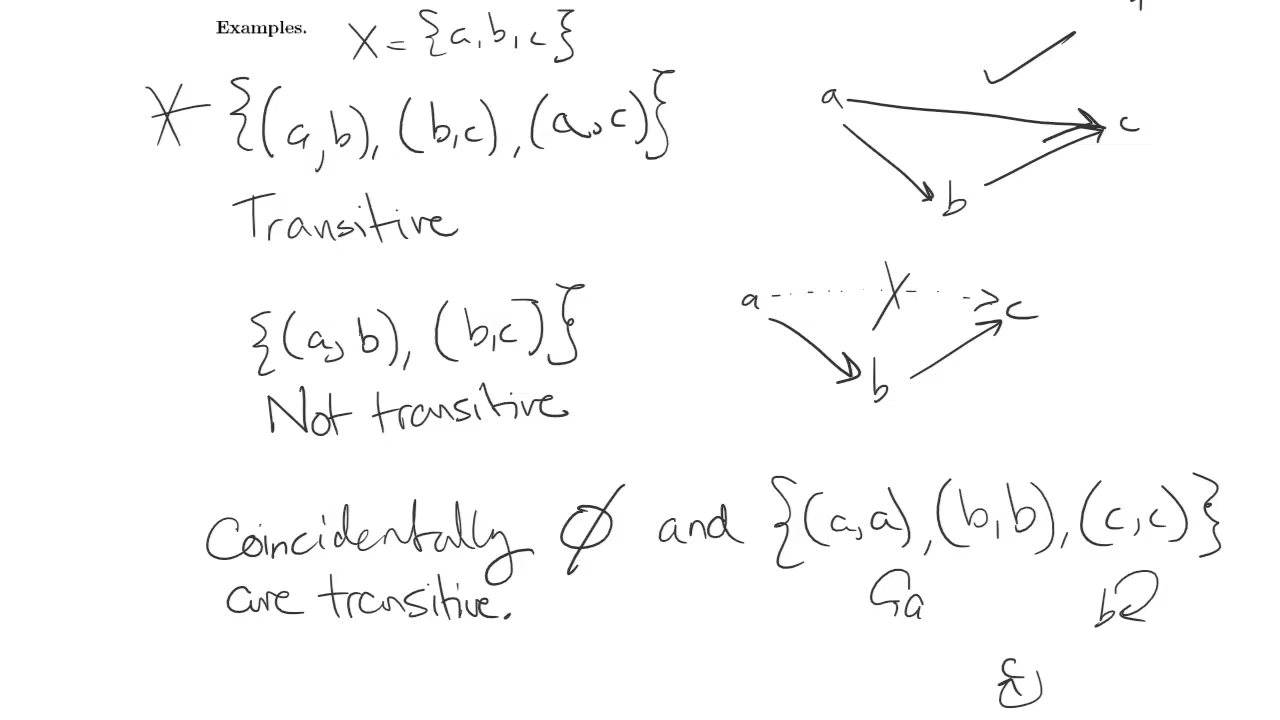 Examples. X = {a, b, c}
* {(a, b), (b, c), (a, c)}
a c
b
Transitive
{(a, b), (b, c)}
a c
b
Not transitive
Coincidentally ∅ and {(a, a), (b, b), (c, c)}
are transitive.
a b
c